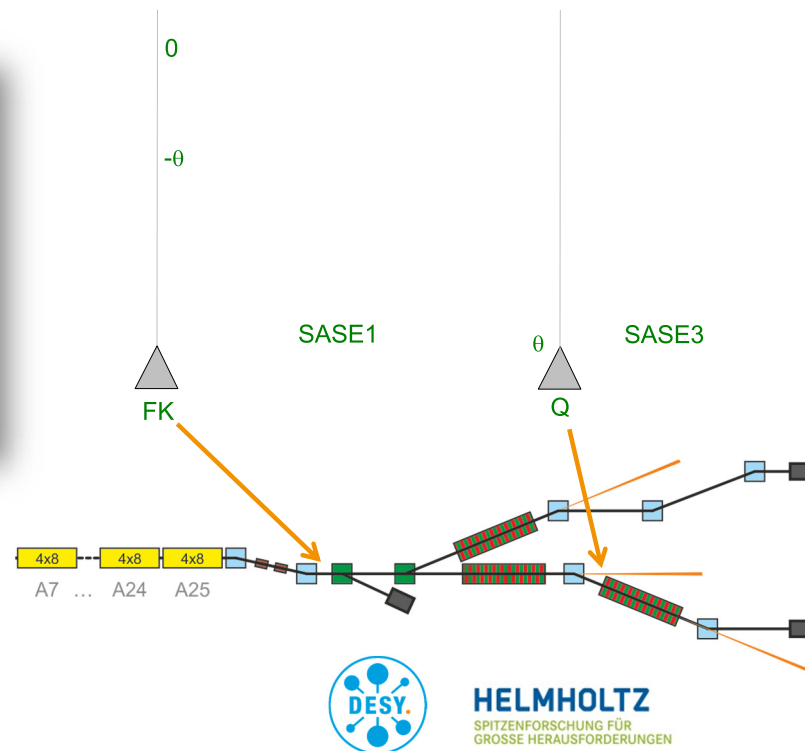 0
-θ
SASE1
θ
SASE3
FK
Q
4x8
4x8
4x8
A7
...
A24
A25
DESY.
HELMHOLTZ
SPITZENFORSCHUNG FÜR
GROSSE HERAUSFORDERUNGEN